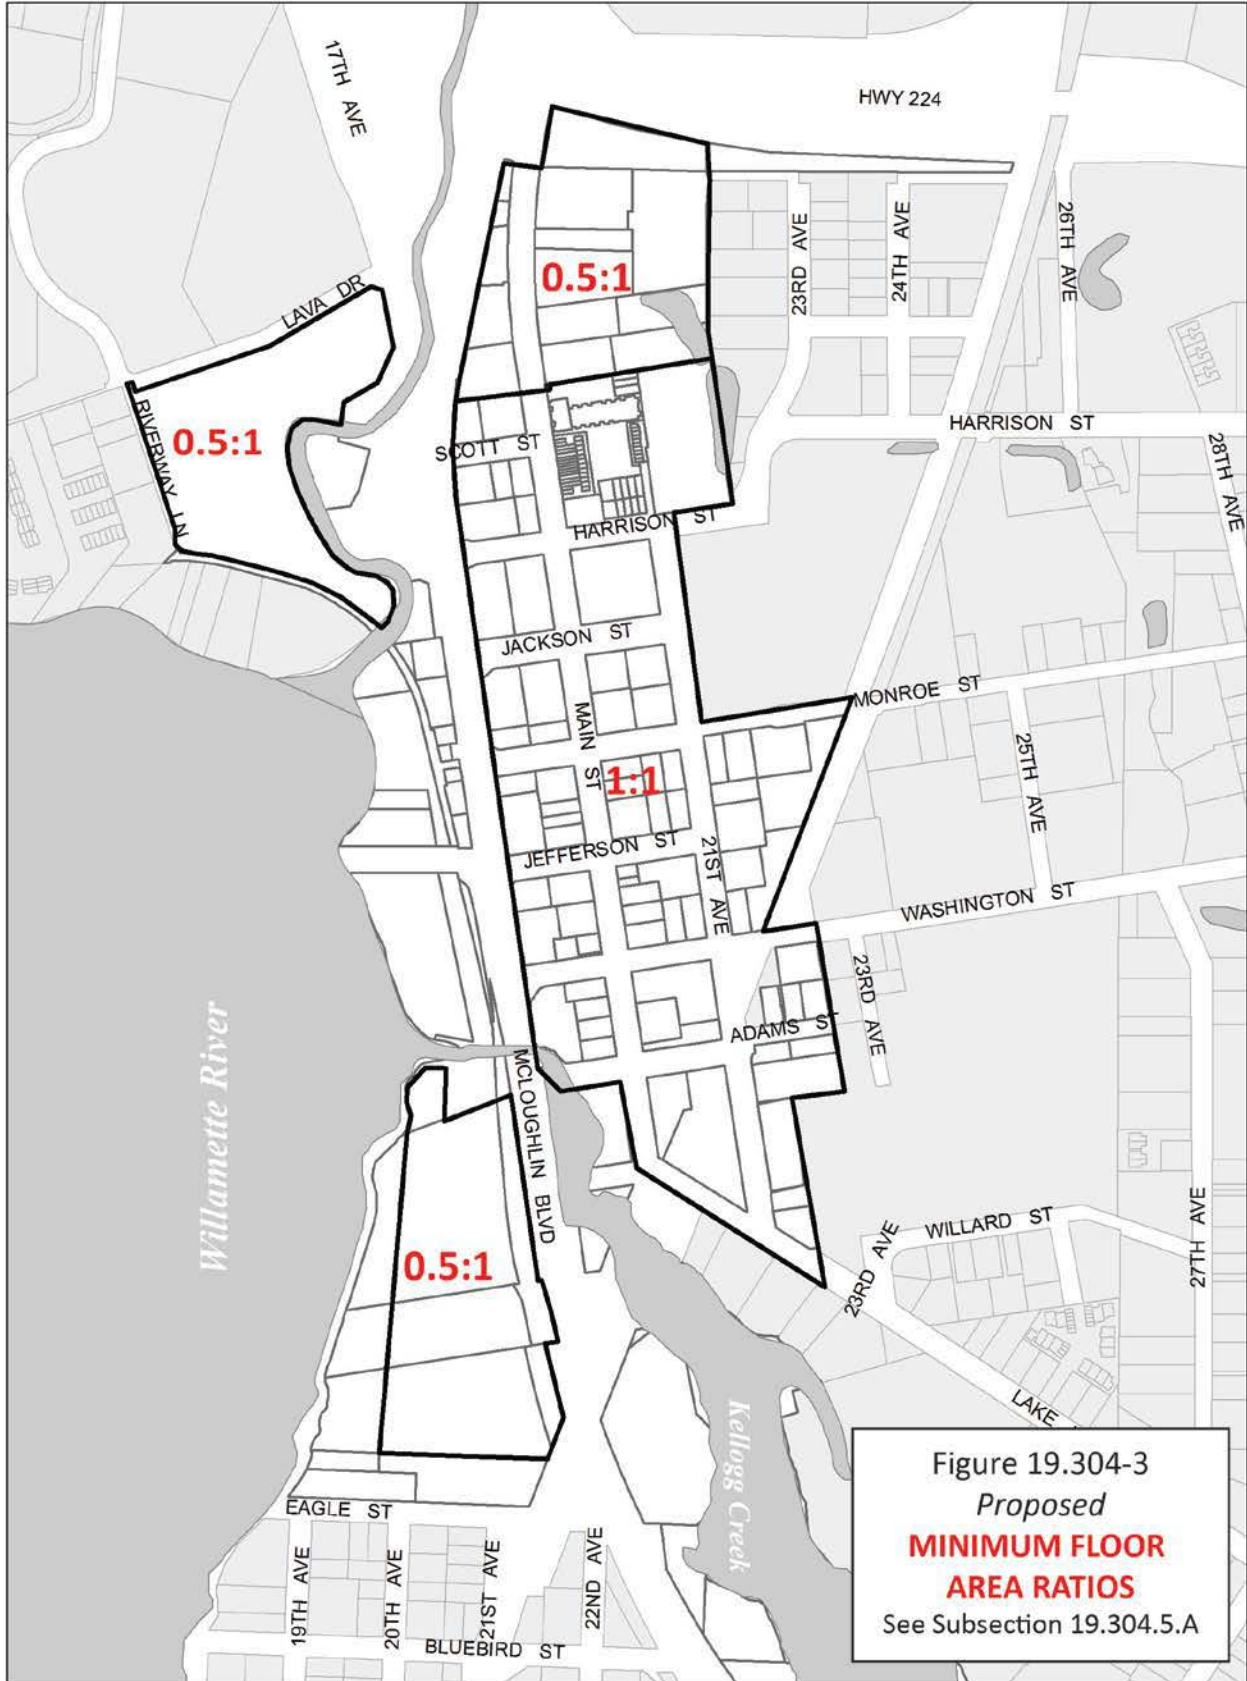 17TH AVE
HWY 224
23RD AVE
24TH AVE
26TH AVE
0.5:1
LAVA DR
RIVERWAY LN
0.5:1
SCOTT ST
HARRISON ST
28TH AVE
HARRISON ST
JACKSON ST
MONROE ST
MAIN ST
25TH AVE
1:1
JEFFERSON ST
21ST AVE
WASHINGTON ST
23RD AVE
ADAMS ST
Willamette River
MCLOUGHLIN BLVD
0.5:1
WILLARD ST
23RD AVE
27TH AVE
LAKE
Kellogg Creek
EAGLE ST
19TH AVE
20TH AVE
21ST AVE
22ND AVE
BLUEBIRD ST
Figure 19.304-3
Proposed
MINIMUM FLOOR
AREA RATIOS
See Subsection 19.304.5.A